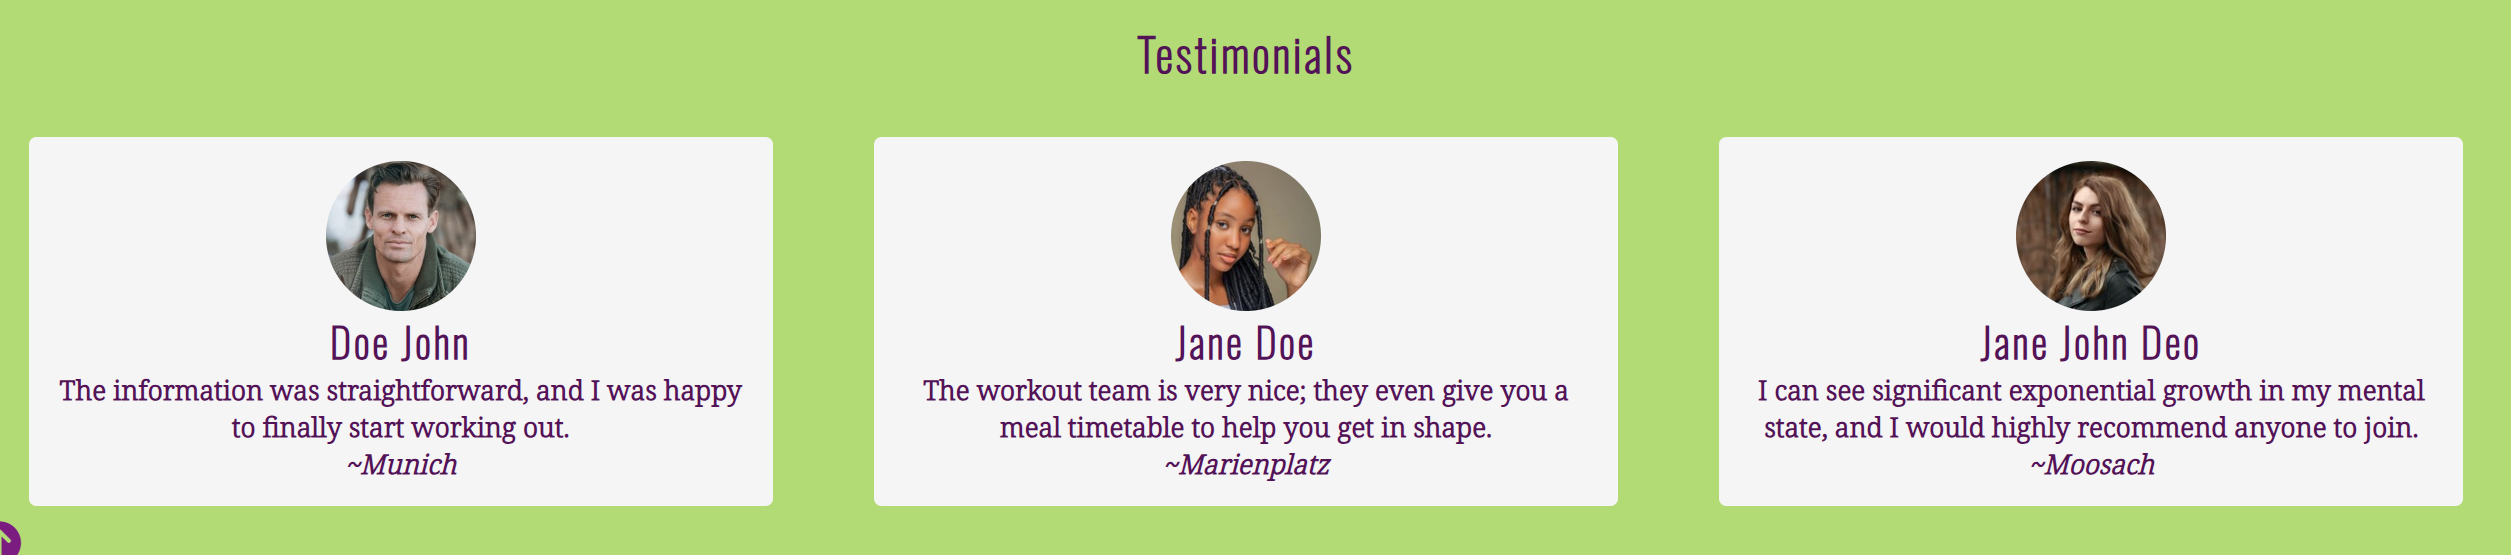 Testimonials
Doe John
The information was straightforward, and I was happy
to finally start working out.
~Munich
Jane Doe
The workout team is very nice; they even give you a
meal timetable to help you get in shape.
~Marienplatz
Jane John Deo
I can see significant exponential growth in my mental
state, and I would highly recommend anyone to join.
~Moosach